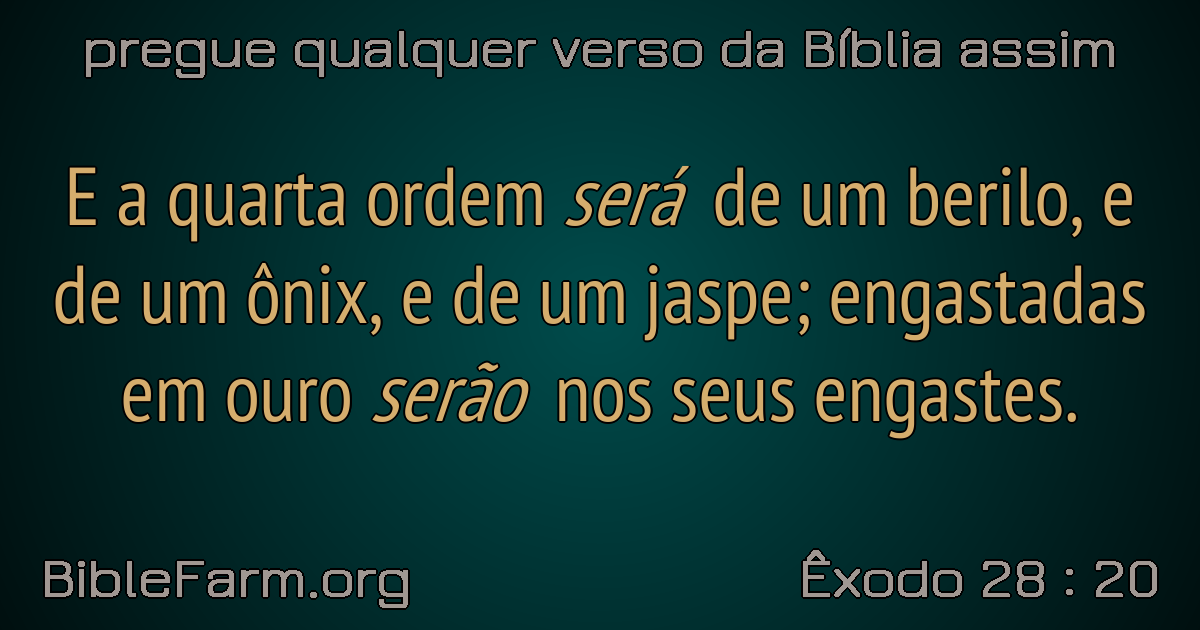 pregue qualquer verso da Bíblia assim
E a quarta ordem será de um berilo, e
de um ônix, e de um jaspe; engastadas
em ouro serão nos seus engastes.
BibleFarm.org
Êxodo 28 : 20